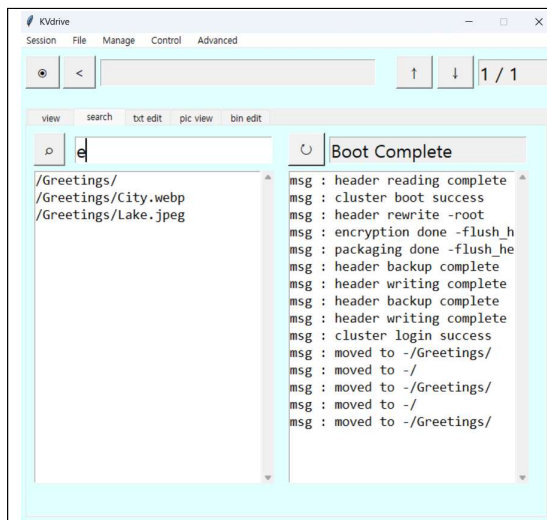 KVdrive
Session File Manage Control Advanced
<
↑ ↓ 1 / 1
view search txt edit pic view bin edit
e
Boot Complete
/Greetings/
/Greetings/City.webp
/Greetings/Lake.jpeg
msg : header reading complete
msg : cluster boot success
msg : header rewrite -root
msg : encryption done -flush_h
msg : packaging done -flush_he
msg : header backup complete
msg : header writing complete
msg : header backup complete
msg : header writing complete
msg : cluster login success
msg : moved to -/Greetings/
msg : moved to -/
msg : moved to -/Greetings/
msg : moved to -/
msg : moved to -/Greetings/